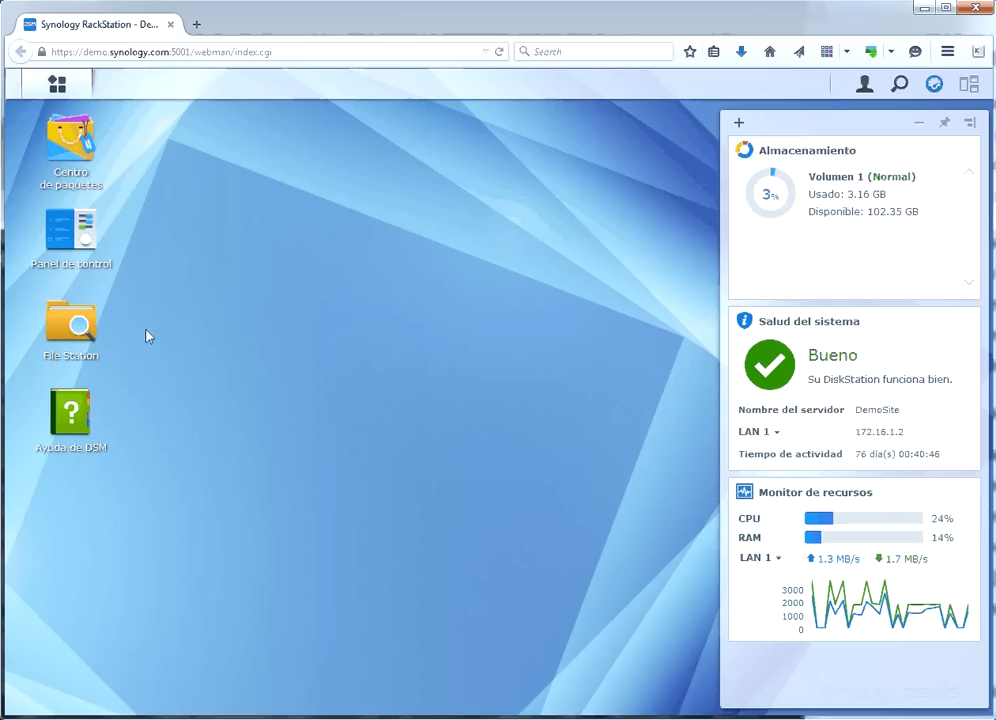 Synology RackStation - De...
https://demo.synology.com:5001/webman/index.cgi
Search
Centro
de paquetes
Panel de control
File Station
Ayuda de DSM
Almacenamiento
3%
Volumen 1 (Normal)
Usado: 3.16 GB
Disponible: 102.35 GB
Salud del sistema
Bueno
Su DiskStation funciona bien.
Nombre del servidor DemoSite
LAN 1 172.16.1.2
Tiempo de actividad 76 día(s) 00:40:46
Monitor de recursos
CPU 24%
RAM 14%
LAN 1 1.3 MB/s 1.7 MB/s
3000
2000
1000
0